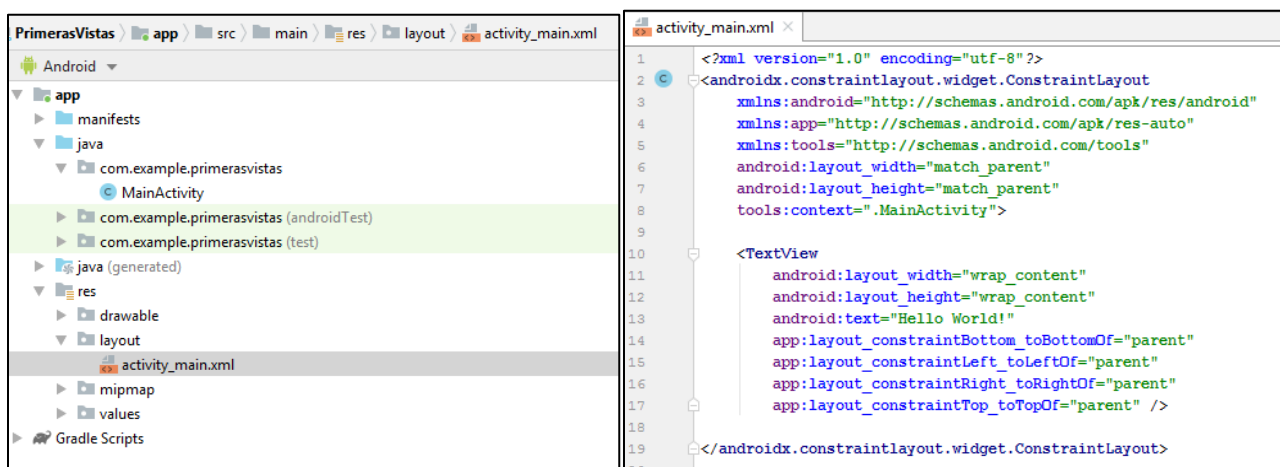 PrimerasVistas app src main res layout activity_main.xml
Android
app
manifests
java
com.example.primerasvistas
MainActivity
com.example.primerasvistas (androidTest)
com.example.primerasvistas (test)
java (generated)
res
drawable
layout
activity_main.xml
mipmap
values
Gradle Scripts
activity_main.xml
1 <?xml version="1.0" encoding="utf-8"?>
2 C <androidx.constraintlayout.widget.ConstraintLayout
3 xmlns:android="http://schemas.android.com/apk/res/android"
4 xmlns:app="http://schemas.android.com/apk/res-auto"
5 xmlns:tools="http://schemas.android.com/tools"
6 android:layout_width="match_parent"
7 android:layout_height="match_parent"
8 tools:context=".MainActivity">
9
10 <TextView
11 android:layout_width="wrap_content"
12 android:layout_height="wrap_content"
13 android:text="Hello World!"
14 app:layout_constraintBottom_toBottomOf="parent"
15 app:layout_constraintLeft_toLeftOf="parent"
16 app:layout_constraintRight_toRightOf="parent"
17 app:layout_constraintTop_toTopOf="parent" />
18
19 </androidx.constraintlayout.widget.ConstraintLayout>